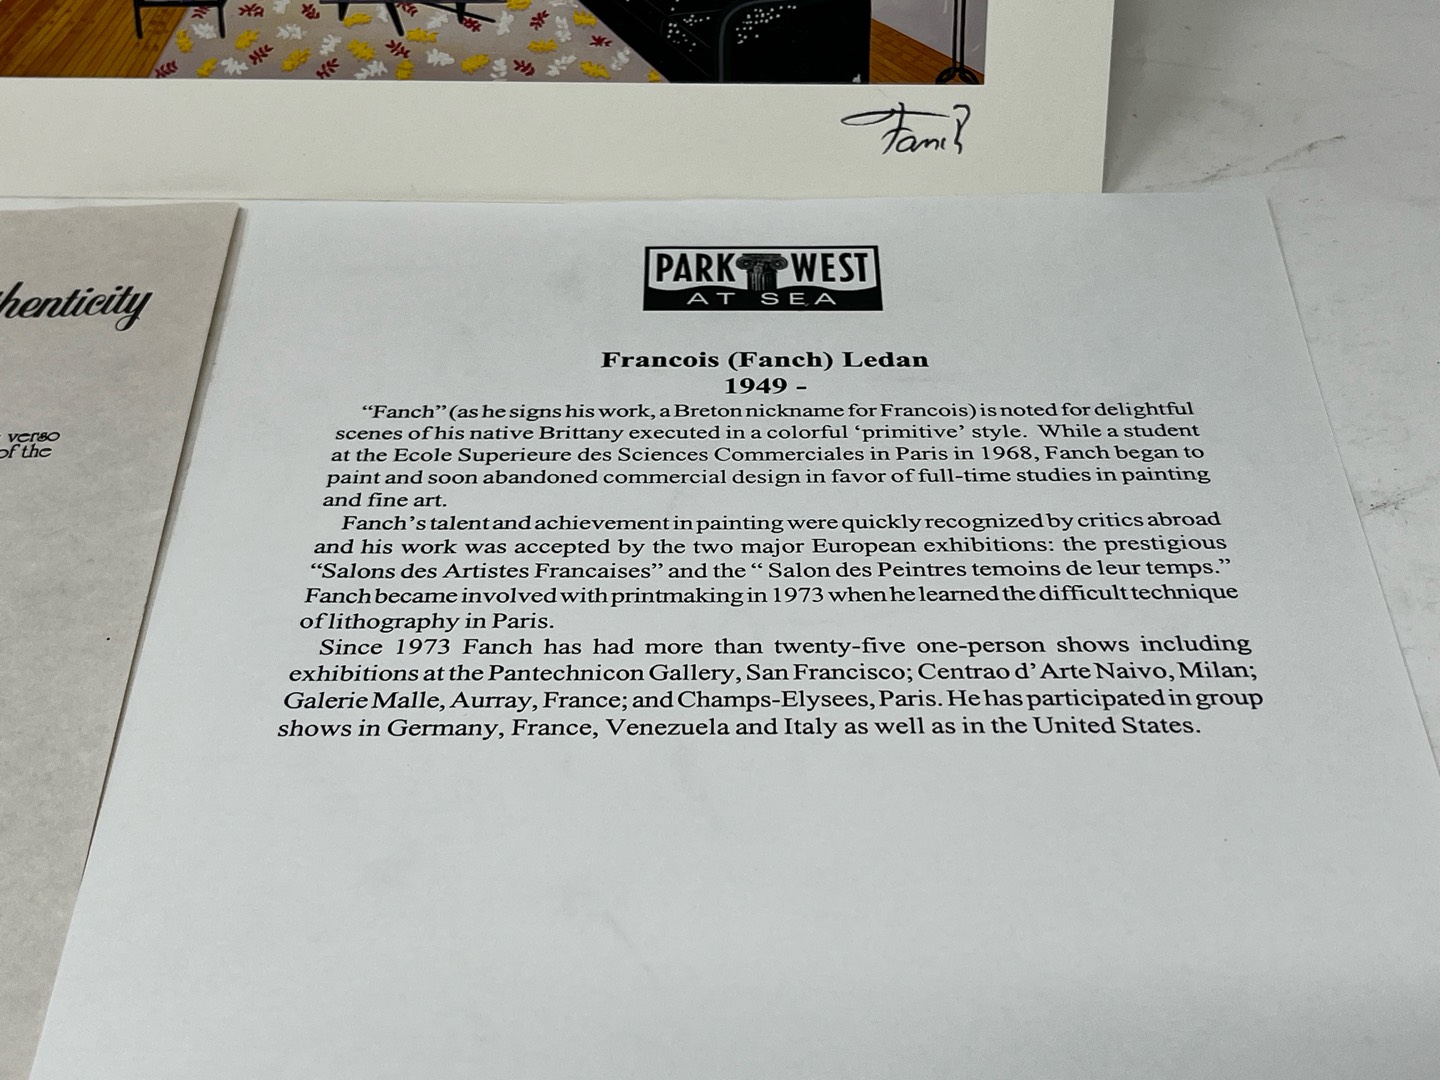 Fanch
henticity
verso
of the
PARK WEST
AT SEA
Francois (Fanch) Ledan
1949 -
“Fanch” (as he signs his work, a Breton nickname for Francois) is noted for delightful
scenes of his native Brittany executed in a colorful ‘primitive’ style. While a student
at the Ecole Superieure des Sciences Commerciales in Paris in 1968, Fanch began to
paint and soon abandoned commercial design in favor of full-time studies in painting
and fine art.
Fanch’s talent and achievement in painting were quickly recognized by critics abroad
and his work was accepted by the two major European exhibitions: the prestigious
“Salons des Artistes Francaises” and the “ Salon des Peintres temoins de leur temps.”
Fanch became involved with printmaking in 1973 when he learned the difficult technique
of lithography in Paris.
Since 1973 Fanch has had more than twenty-five one-person shows including
exhibitions at the Pantechnicon Gallery, San Francisco; Centrao d’ Arte Naivo, Milan;
Galerie Malle, Aurray, France; and Champs-Elysees, Paris. He has participated in group
shows in Germany, France, Venezuela and Italy as well as in the United States.